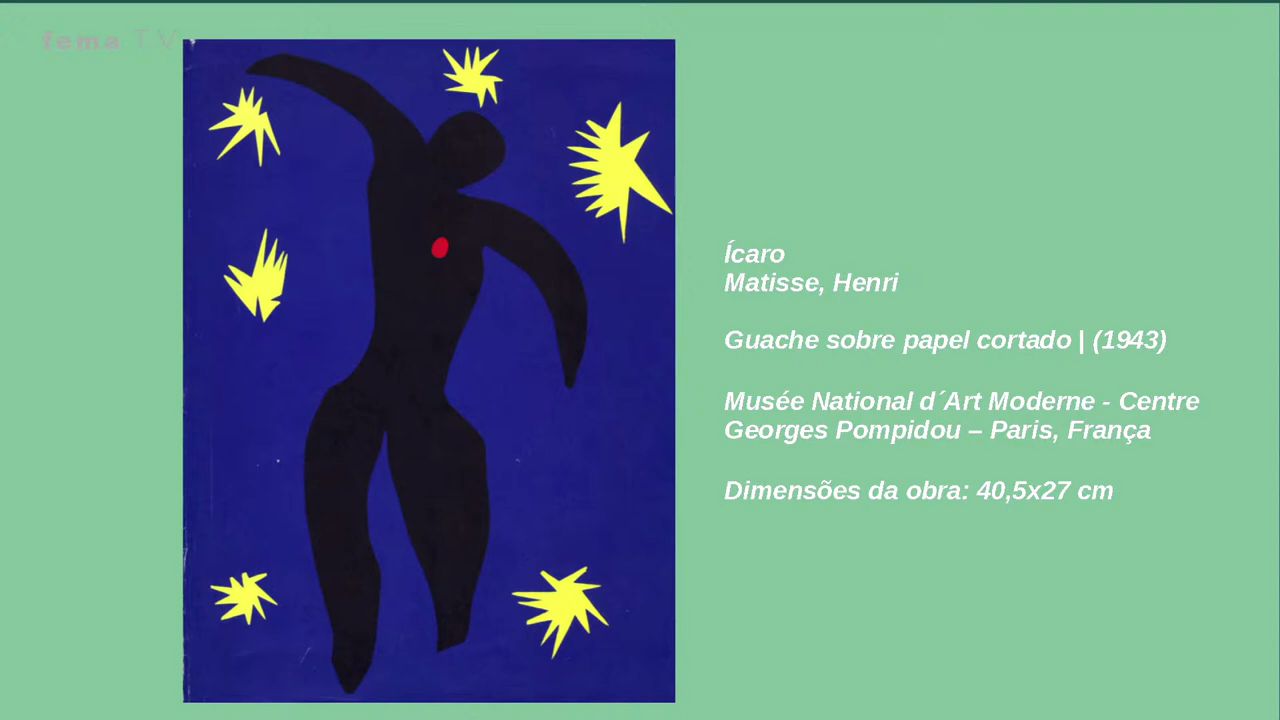 fema TV
Ícaro
Matisse, Henri
Guache sobre papel cortado | (1943)
Musée National d´Art Moderne - Centre
Georges Pompidou – Paris, França
Dimensões da obra: 40,5x27 cm